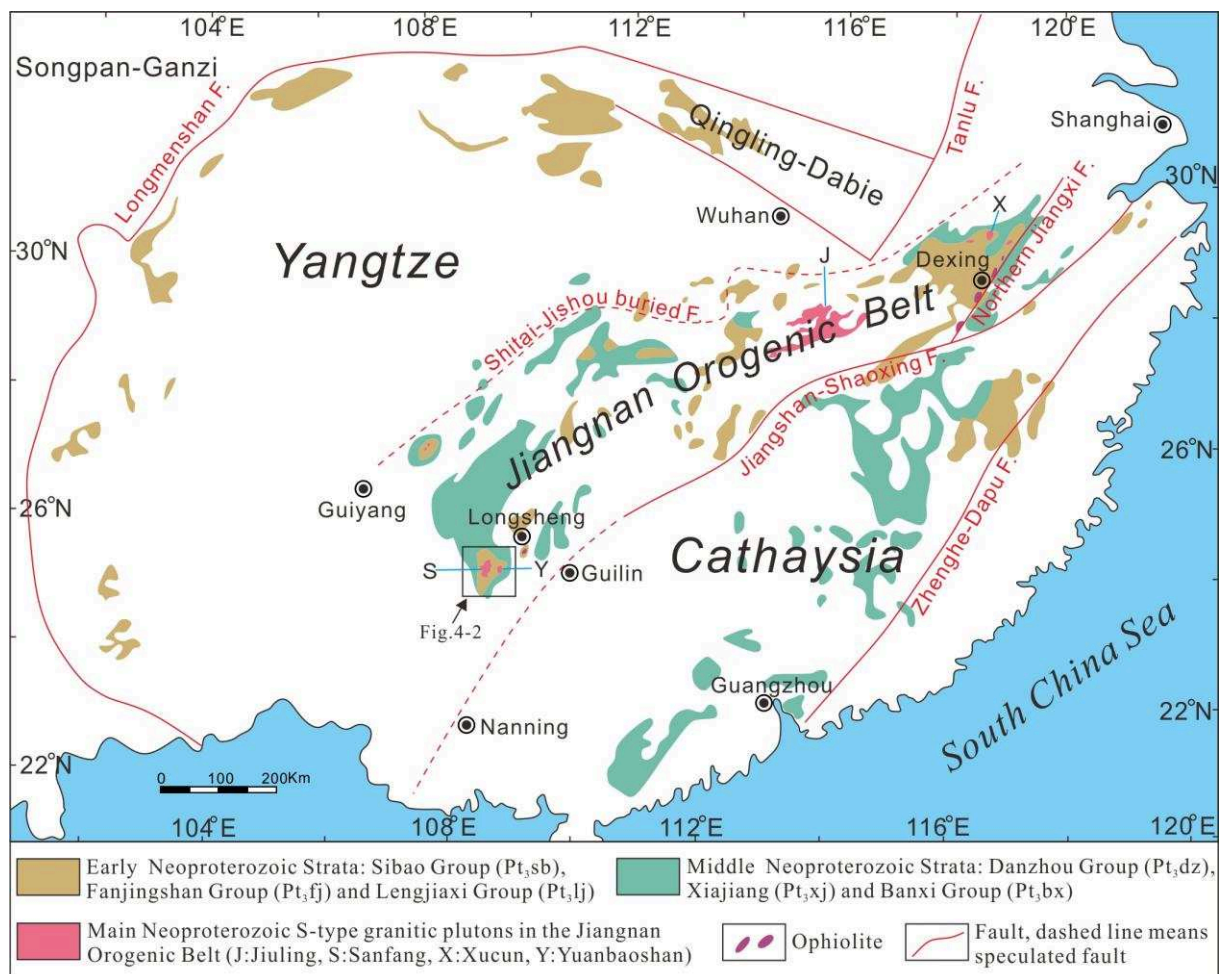 104°E
108°E
112°E
116°E
120°E
Songpan-Ganzi
Longmenshan F.
Qingling-Dabie
Tanlu F.
Shanghai
30°N
Wuhan
X
Northern Jiangxi F.
30°N
Yangtze
J
Dexing
Shitai-Jishou buried F.
Jiangnan Orogenic Belt
Jiangshan-Shaoxing F.
26°N
26°N
Guiyang
Longsheng
Cathaysia
Zhenghe-Dapu F.
S
Y
Guilin
Fig.4-2
Guangzhou
South China Sea
Nanning
22°N
22°N
0 100 200Km
104°E
108°E
112°E
116°E
120°E
Early Neoproterozoic Strata: Sibao Group (Pt₃sb),
Fanjingshan Group (Pt₃fj) and Lengjiaxi Group (Pt₃lj)
Middle Neoproterozoic Strata: Danzhou Group (Pt₃dz),
Xiajiang (Pt₃xj) and Banxi Group (Pt₃bx)
Main Neoproterozoic S-type granitic plutons in the Jiangnan
Orogenic Belt (J:Jiuling, S:Sanfang, X:Xucun, Y:Yuanbaoshan)
Ophiolite
Fault, dashed line means
speculated fault